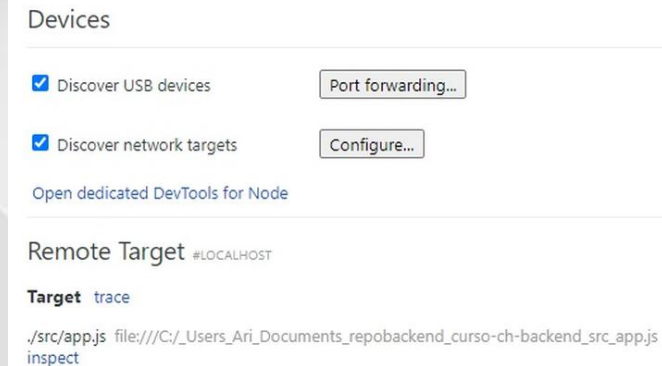 Devices
Discover USB devices Port forwarding...
Discover network targets Configure...
Open dedicated DevTools for Node
Remote Target #LOCALHOST
Target trace
./src/app.js file:///C:/_Users_Ari_Documents_repobackend_curso-ch-backend_src_app.js
inspect